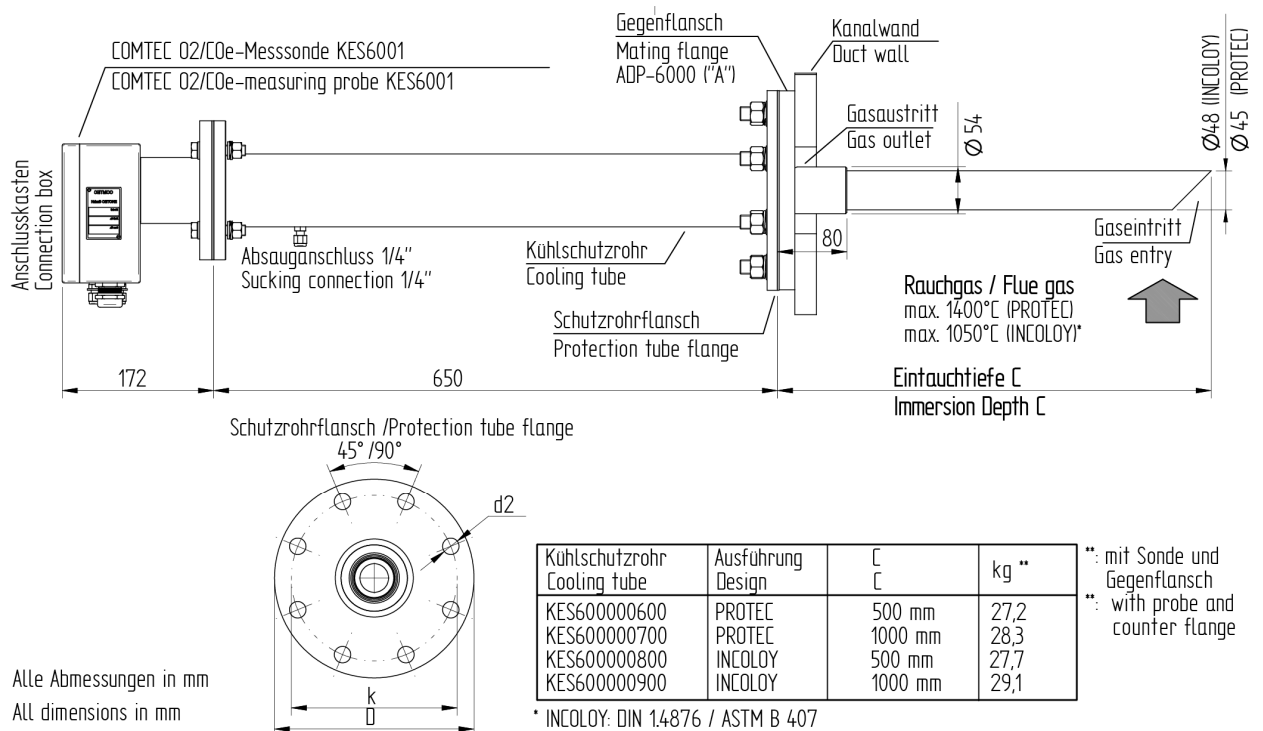 COMTEC O2/COe-Messsonde KES6001
COMTEC O2/COe-measuring probe KES6001
Gegenflansch
Mating flange
ADP-6000 ("A")
Kanalwand
Duct wall
Gasaustritt
Gas outlet
Ø 54
Ø48 (INCOLOY)
Ø45 (PROTEC)
Anschlusskasten
Connection box
Absauganschluss 1/4"
Sucking connection 1/4"
Kühlschutzrohr
Cooling tube
80
Gaseintritt
Gas entry
Rauchgas / Flue gas
max. 1400°C (PROTEC)
max. 1050°C (INCOLOY)*
Schutzrohrflansch
Protection tube flange
172
650
Eintauchtiefe C
Immersion Depth C
Schutzrohrflansch /Protection tube flange
45°/90°
d2
k
D
Kühlschutzrohr Ausführung C kg **
Cooling tube Design C
KES600000600 PROTEC 500 mm 27,2
KES600000700 PROTEC 1000 mm 28,3
KES600000800 INCOLOY 500 mm 27,7
KES600000900 INCOLOY 1000 mm 29,1
**: mit Sonde und
Gegenflansch
**: with probe and
counter flange
* INCOLOY: DIN 1.4876 / ASTM B 407
Alle Abmessungen in mm
All dimensions in mm